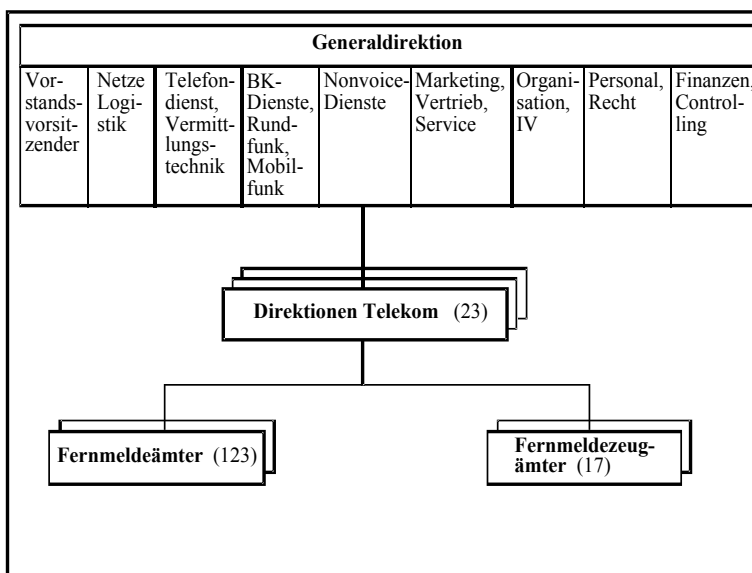 Generaldirektion
Vor-
stands-
vorsit-
zender
Netze
Logi-
stik
Telefon-
dienst,
Vermitt-
lungs-
technik
BK-
Dienste,
Rund-
funk,
Mobil-
funk
Nonvoice-
Dienste
Marketing,
Vertrieb,
Service
Organi-
sation,
IV
Personal,
Recht
Finanzen,
Control-
ling
Direktionen Telekom (23)
Fernmeldeämter (123)
Fernmeldezeug-
ämter (17)